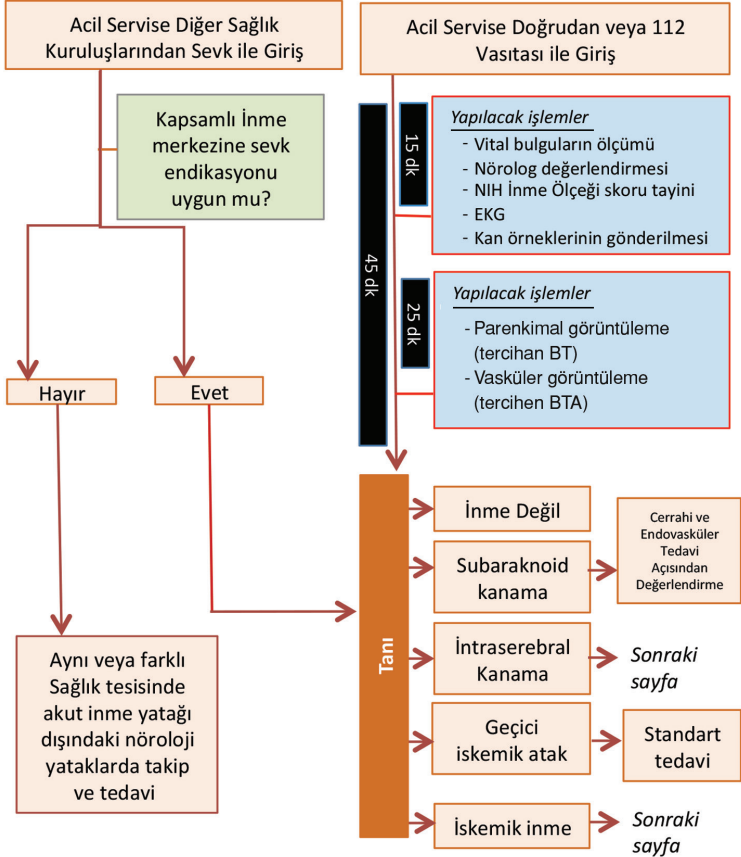 Acil Servise Diğer Sağlık
Kuruluşlarından Sevk ile Giriş
Kapsamlı İnme
merkezine sevk
endikasyonu
uygun mu?
Hayır
Evet
Aynı veya farklı
Sağlık tesisinde
akut inme yatağı
dışındaki nöroloji
yataklarda takip
ve tedavi
Acil Servise Doğrudan veya 112
Vasıtası ile Giriş
45 dk
15 dk
Yapılacak işlemler
- Vital bulguların ölçümü
- Nörolog değerlendirmesi
- NIH İnme Ölçeği skoru tayini
- EKG
- Kan örneklerinin gönderilmesi
25 dk
Yapılacak işlemler
- Parenkimal görüntüleme
(tercihan BT)
- Vasküler görüntüleme
(tercihen BTA)
Tanı
İnme Değil
Subaraknoid
kanama
Cerrahi ve
Endovasküler
Tedavi
Açısından
Değerlendirme
İntraserebral
Kanama
Sonraki
sayfa
Geçici
iskemik atak
Standart
tedavi
İskemik inme
Sonraki
sayfa